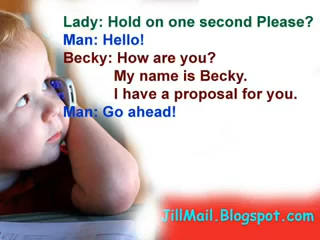 Lady: Hold on one second Please?
Man: Hello!
Becky: How are you?
My name is Becky.
I have a proposal for you.
Man: Go ahead!
JillMail.Blogspot.com